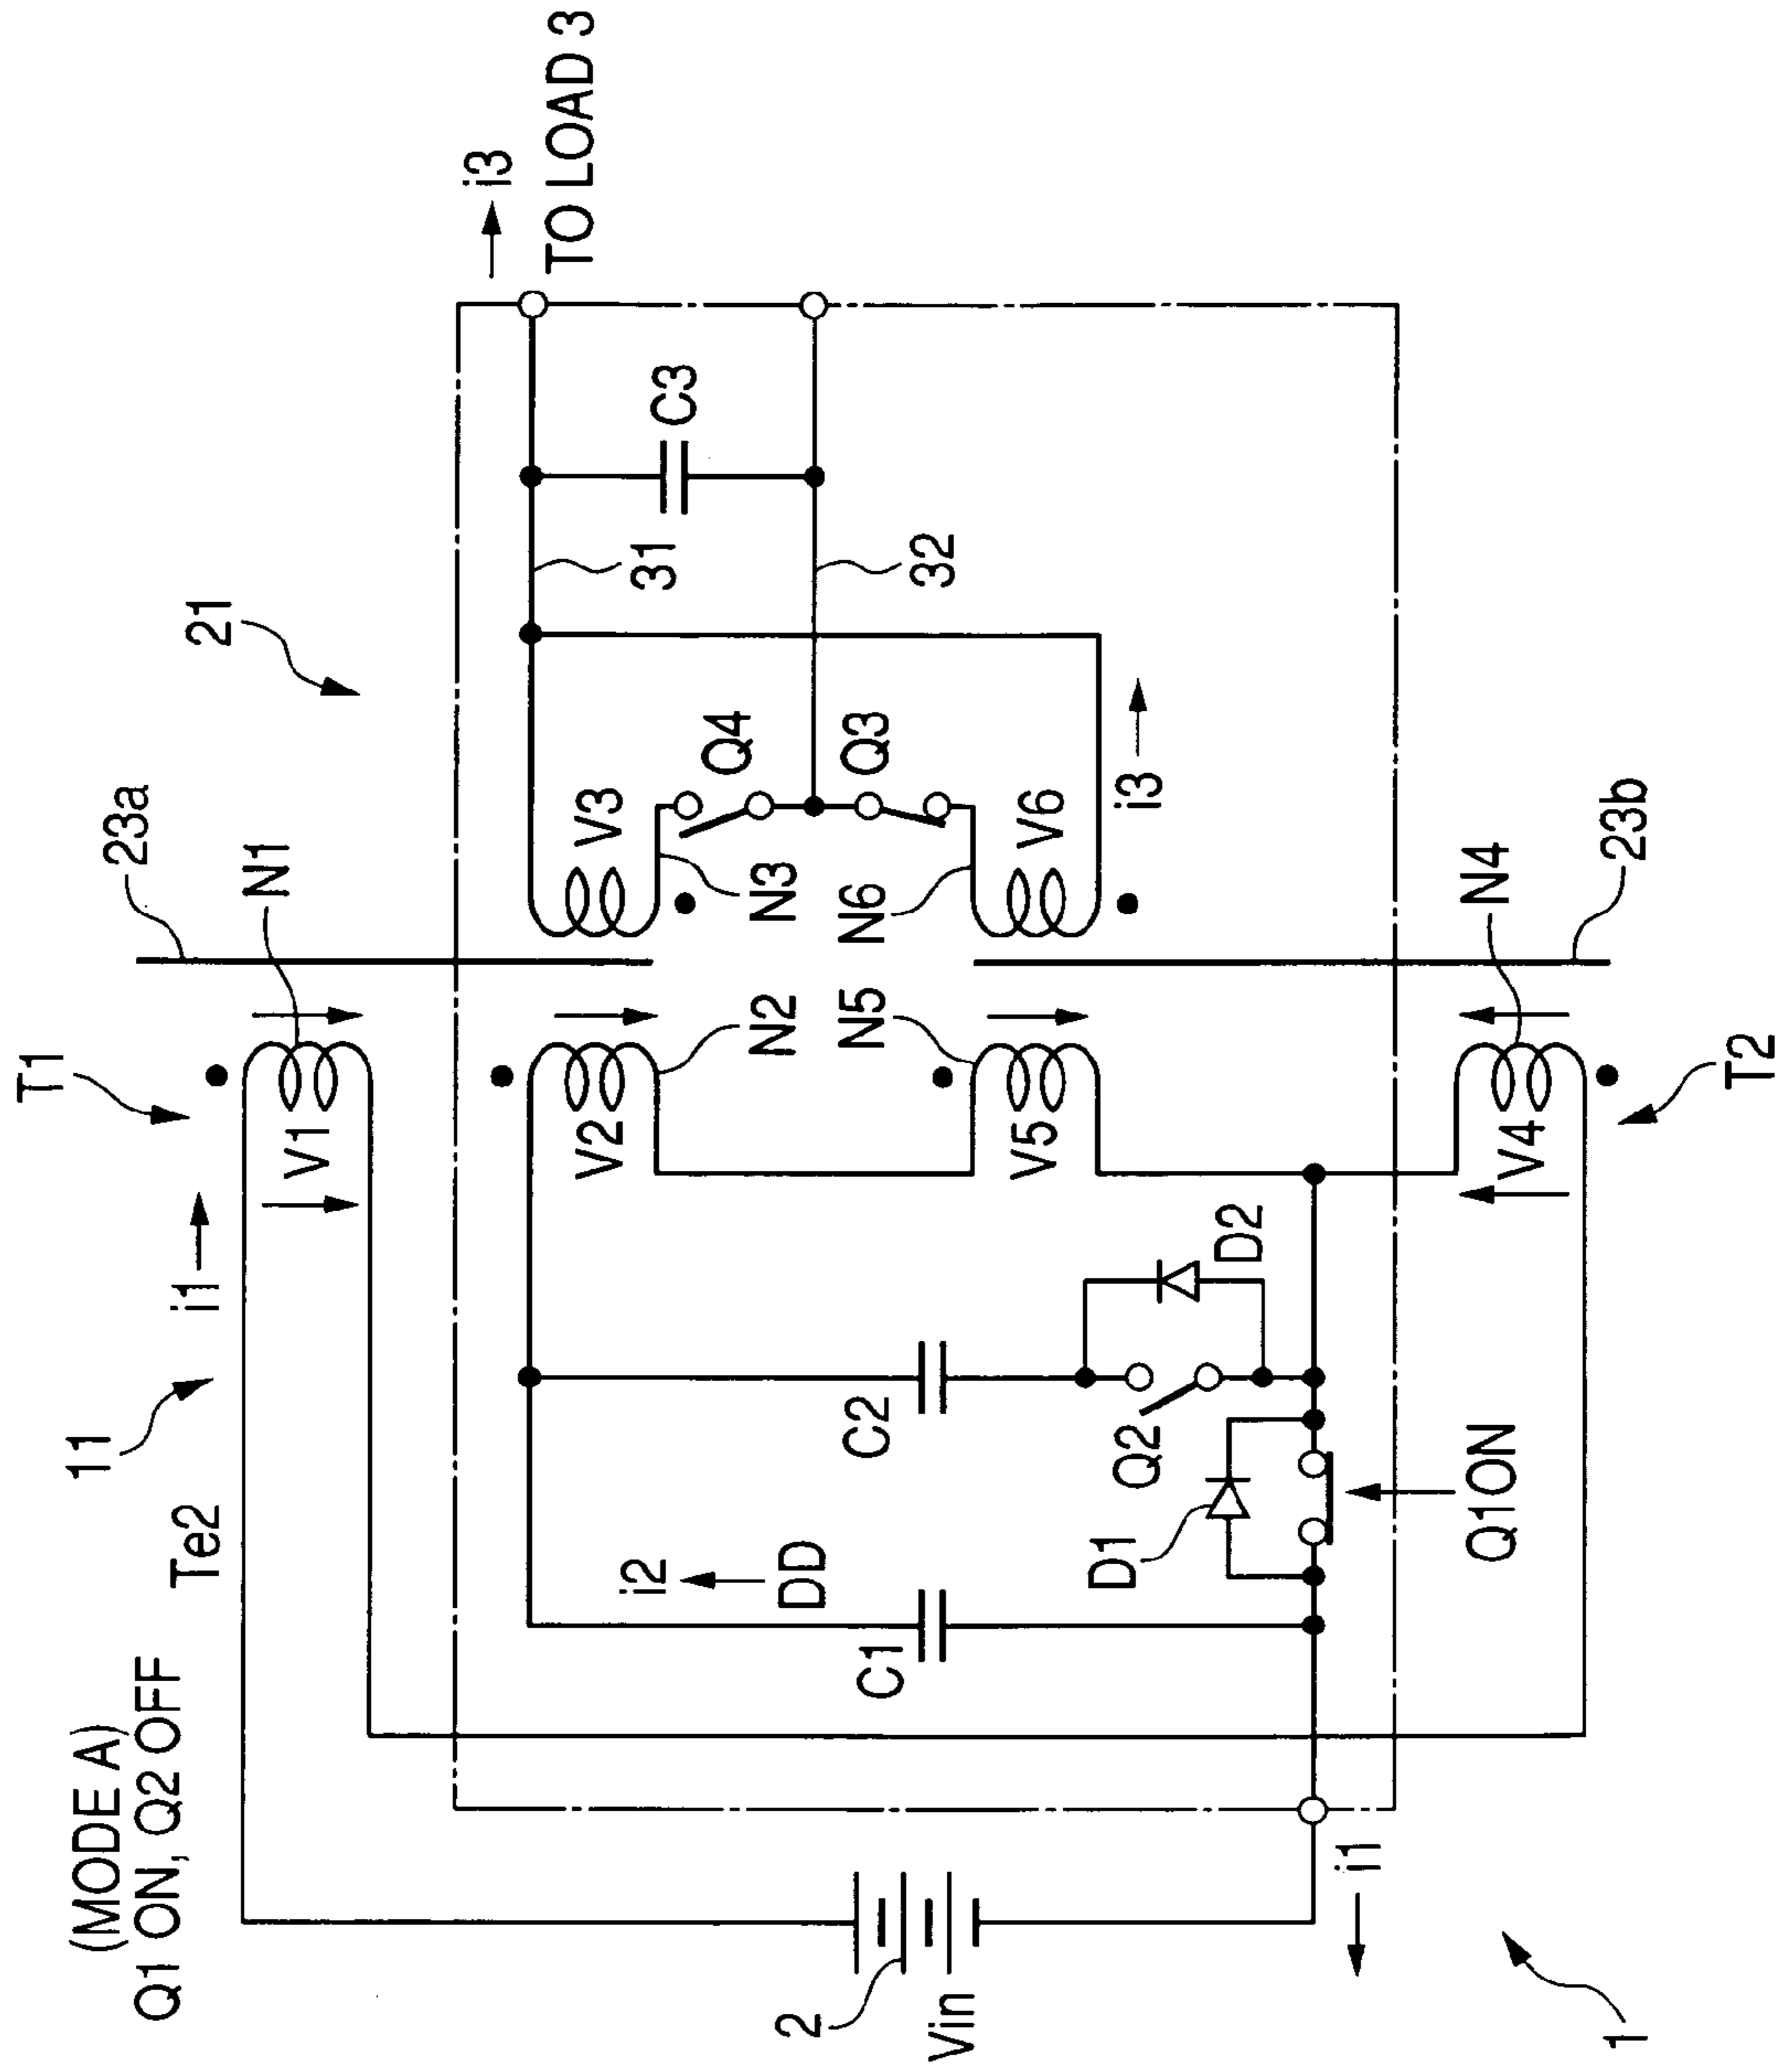 (MODE A)
Q1 ON, Q2 OFF
Te2
11
i1
T1
V1
N1
23a
21
i3
TO LOAD 3
i2
DD
C1
C2
V2
N2
N3
V3
Q4
31
C3
32
Q3
N5
N6
V5
V6
i3
D1
Q2
D2
2
Vin
i1
Q1ON
V4
N4
23b
T2
1